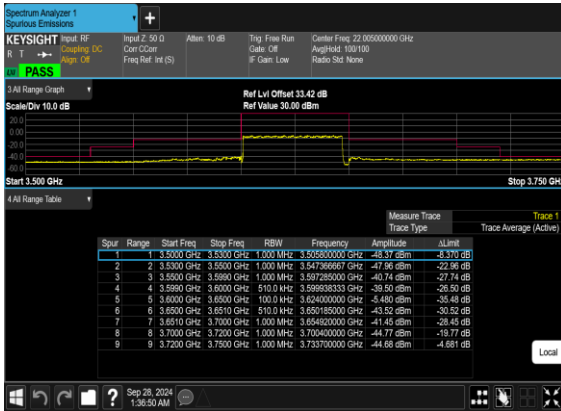 Spectrum Analyzer 1
Spurious Emissions
KEYSIGHT Input: RF Input Z: 50 Ω Atten: 10 dB Trig: Free Run Center Freq: 22.005000000 GHz
R T Coupling: DC Corr CCorr Gate: Off Avg|Hold: 100/100
Align: Off Freq Ref: Int (S) IF Gain: Low Radio Std: None
LXI PASS
3 All Range Graph
Ref Lvl Offset 33.42 dB
Scale/Div 10.0 dB Ref Value 30.00 dBm
20.0
0.00
-20.0
-40.0
-60.0
Start 3.500 GHz Stop 3.750 GH
4 All Range Table
Measure Trace Trace 1
Trace Type Trace Average (Active)
Spur Range Start Freq Stop Freq RBW Frequency Amplitude ΔLimit
1 1 3.5000 GHz 3.5300 GHz 1.000 MHz 3.505800000 GHz -48.37 dBm -8.370 dB
2 2 3.5300 GHz 3.5500 GHz 1.000 MHz 3.547366667 GHz -47.96 dBm -22.96 dB
3 3 3.5500 GHz 3.5990 GHz 1.000 MHz 3.597285000 GHz -40.74 dBm -27.74 dB
4 4 3.5990 GHz 3.6000 GHz 510.0 kHz 3.599938333 GHz -39.50 dBm -26.50 dB
5 5 3.6000 GHz 3.6500 GHz 100.0 kHz 3.624000000 GHz -5.480 dBm -35.48 dB
6 6 3.6500 GHz 3.6510 GHz 510.0 kHz 3.650185000 GHz -43.52 dBm -30.52 dB
7 7 3.6510 GHz 3.7000 GHz 1.000 MHz 3.654920000 GHz -41.45 dBm -28.45 dB
8 8 3.7000 GHz 3.7200 GHz 1.000 MHz 3.700400000 GHz -44.77 dBm -19.77 dB
9 9 3.7200 GHz 3.7500 GHz 1.000 MHz 3.733700000 GHz -44.68 dBm -4.681 dB
Local
Sep 28, 2024
1:36:50 AM